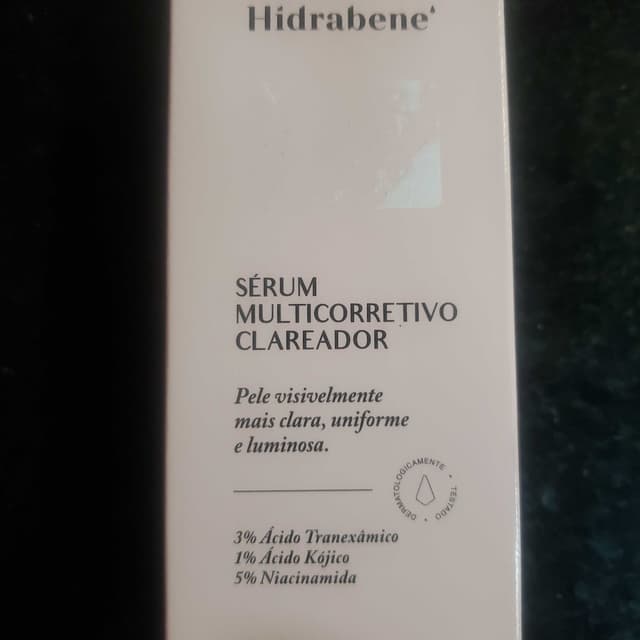 Hidrabene
SÉRUM
MULTICORRETIVO
CLAREADOR
Pele visivelmente
mais clara, uniforme
e luminosa.
DERMATOLOGICAMENTE • TESTADO •
3% Ácido Tranexâmico
1% Ácido Kójico
5% Niacinamida